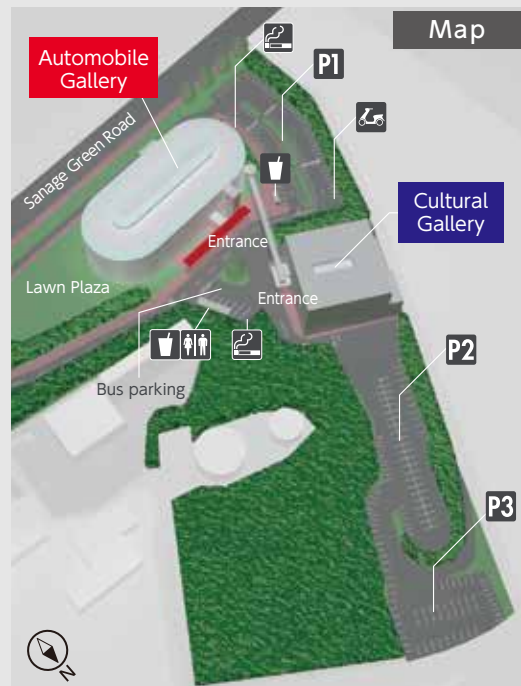 Map
Automobile
Gallery
P1
Sanage Green Road
Cultural
Gallery
Entrance
Lawn Plaza
Entrance
P2
Bus parking
P3
N